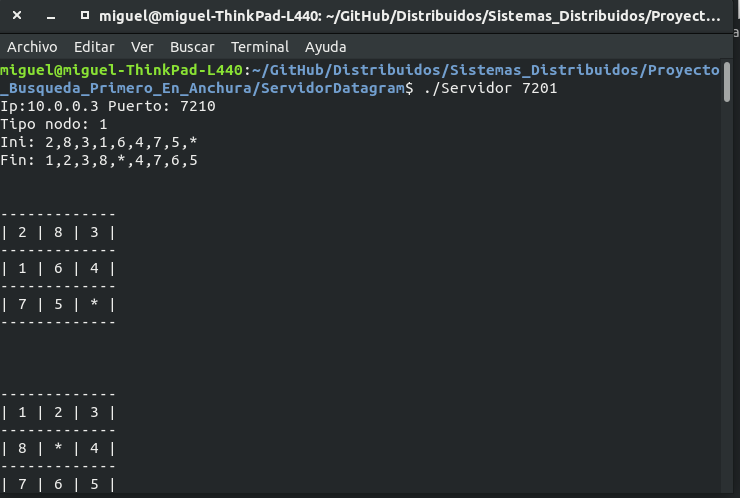 miguel@miguel-ThinkPad-L440: ~/GitHub/Distribuidos/Sistemas_Distribuidos/Proyect...
Archivo Editar Ver Buscar Terminal Ayuda
miguel@miguel-ThinkPad-L440:~/GitHub/Distribuidos/Sistemas_Distribuidos/Proyecto
_Busqueda_Primero_En_Anchura/ServidorDatagram$ ./Servidor 7201
Ip:10.0.0.3 Puerto: 7210
Tipo nodo: 1
Ini: 2,8,3,1,6,4,7,5,*
Fin: 1,2,3,8,*,4,7,6,5
-------------
| 2 | 8 | 3 |
-------------
| 1 | 6 | 4 |
-------------
| 7 | 5 | * |
-------------
-------------
| 1 | 2 | 3 |
-------------
| 8 | * | 4 |
-------------
| 7 | 6 | 5 |